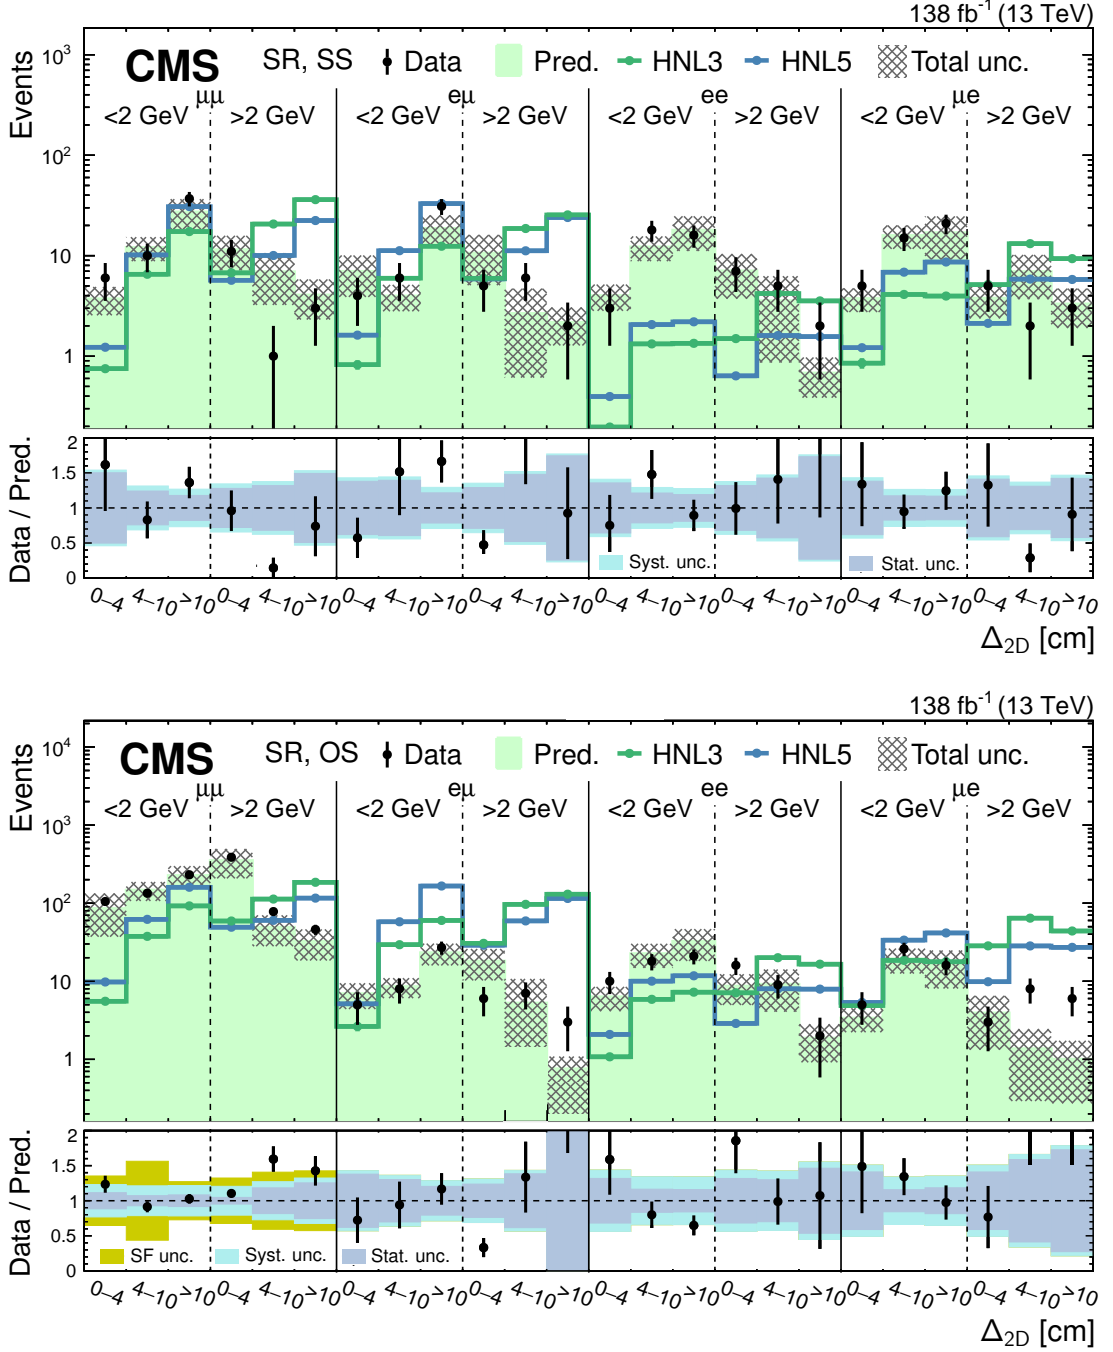 138 fb⁻¹ (13 TeV)
CMS SR, SS Data Pred. HNL3 HNL5 Total unc.
μμ eμ ee μe
<2 GeV >2 GeV <2 GeV >2 GeV <2 GeV >2 GeV <2 GeV >2 GeV
Events
10³
10²
10
1
Data / Pred.
2
1.5
1
0.5
0
Syst. unc. Stat. unc.
0–4 4–10 >10 0–4 4–10 >10 0–4 4–10 >10 0–4 4–10 >10 0–4 4–10 >10 0–4 4–10 >10 0–4 4–10 >10 0–4 4–10 >10
Δ2D [cm]
138 fb⁻¹ (13 TeV)
CMS SR, OS Data Pred. HNL3 HNL5 Total unc.
μμ eμ ee μe
<2 GeV >2 GeV <2 GeV >2 GeV <2 GeV >2 GeV <2 GeV >2 GeV
Events
10⁴
10³
10²
10
1
Data / Pred.
2
1.5
1
0.5
0
SF unc. Syst. unc. Stat. unc.
0–4 4–10 >10 0–4 4–10 >10 0–4 4–10 >10 0–4 4–10 >10 0–4 4–10 >10 0–4 4–10 >10 0–4 4–10 >10 0–4 4–10 >10
Δ2D [cm]